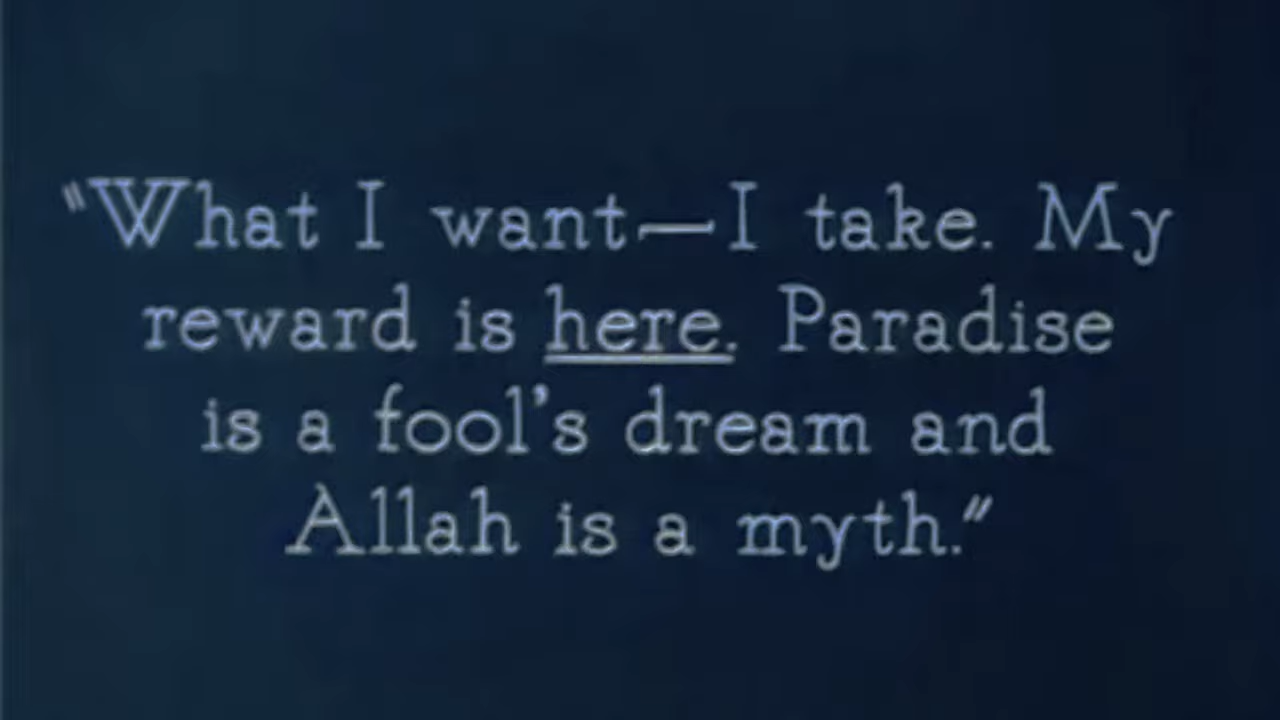 "What I want—I take. My
reward is here. Paradise
is a fool's dream and
Allah is a myth."